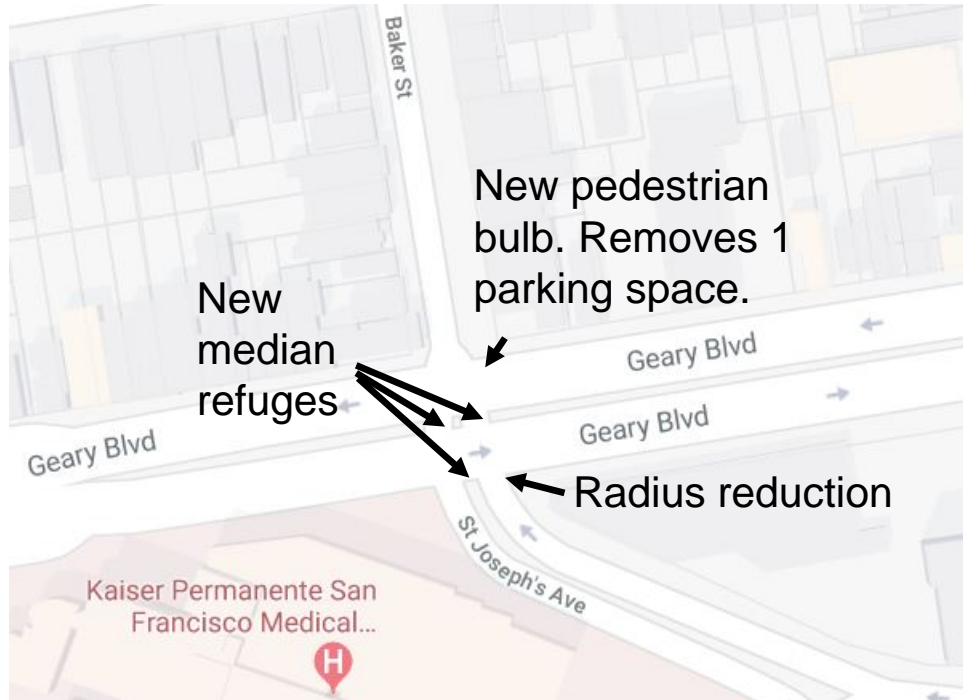 Baker St
New pedestrian
bulb. Removes 1
parking space.
New
median
refuges
Geary Blvd
Geary Blvd
Geary Blvd
Radius reduction
St Joseph's Ave
Kaiser Permanente San
Francisco Medical...
H